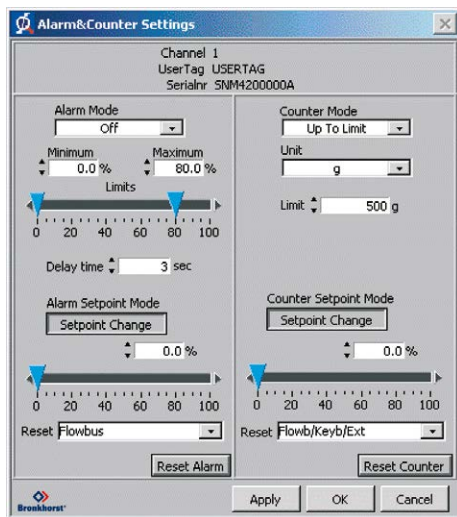 Alarm&Counter Settings
Channel 1
UserTag USERTAG
Serialnr SNM4200000A
Alarm Mode
Off
Minimum Maximum
0.0 % 80.0 %
Limits
0 20 40 60 80 100
Delay time 3 sec
Alarm Setpoint Mode
Setpoint Change
0.0 %
0 20 40 60 80 100
Reset Flowbus
Reset Alarm
Counter Mode
Up To Limit
Unit
g
Limit 500 g
Counter Setpoint Mode
Setpoint Change
0.0 %
0 20 40 60 80 100
Reset Flowb/Keyb/Ext
Reset Counter
Bronkhorst®
Apply OK Cancel